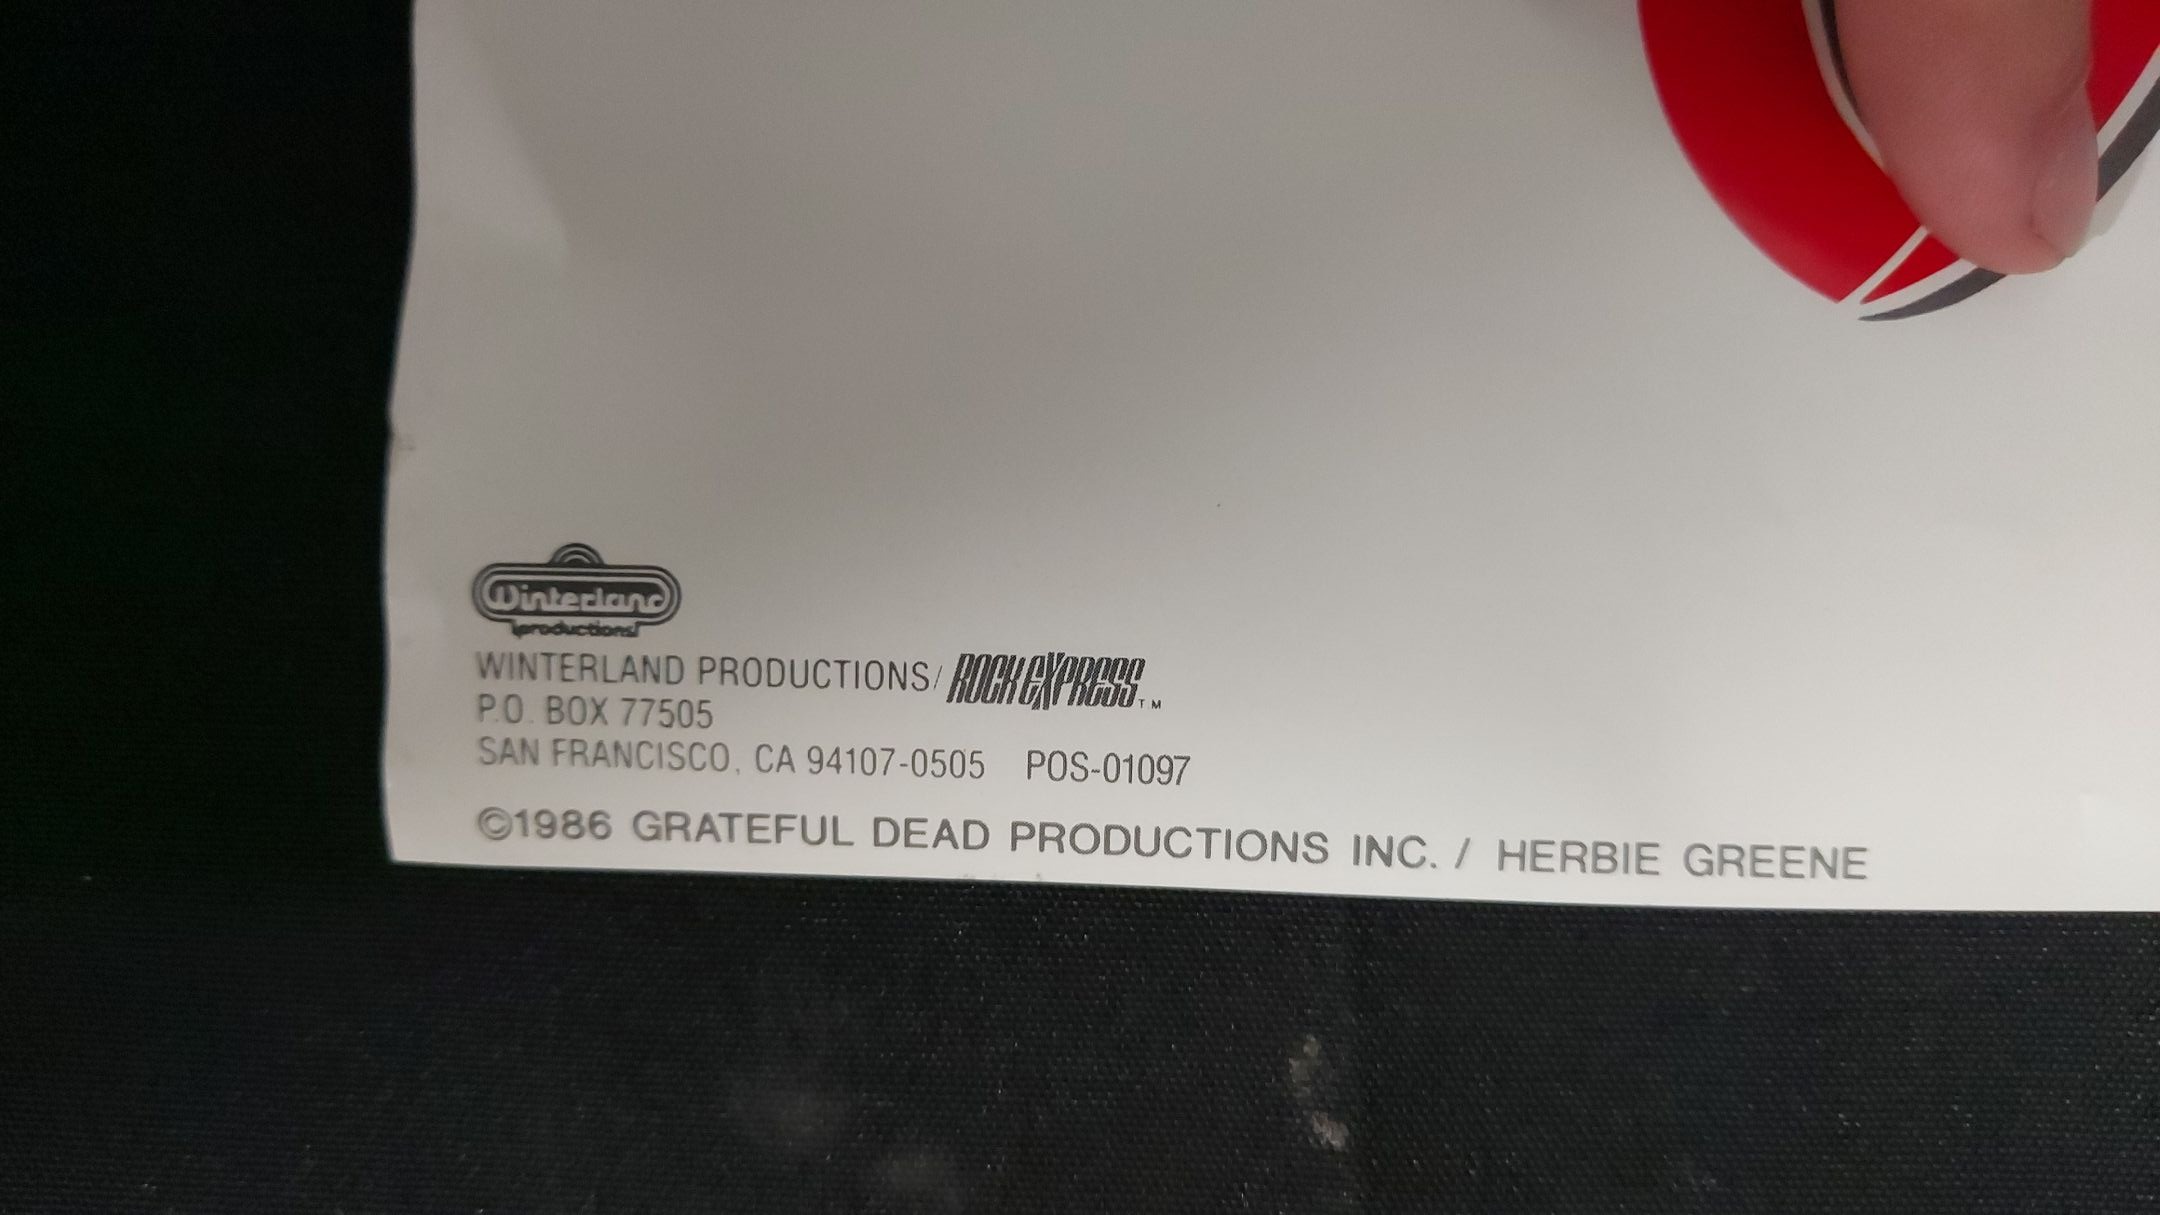 Winterland
productions
WINTERLAND PRODUCTIONS/ROCK EXPRESS T.M
P.O. BOX 77505
SAN FRANCISCO, CA 94107-0505 POS-01097
©1986 GRATEFUL DEAD PRODUCTIONS INC. / HERBIE GREENE